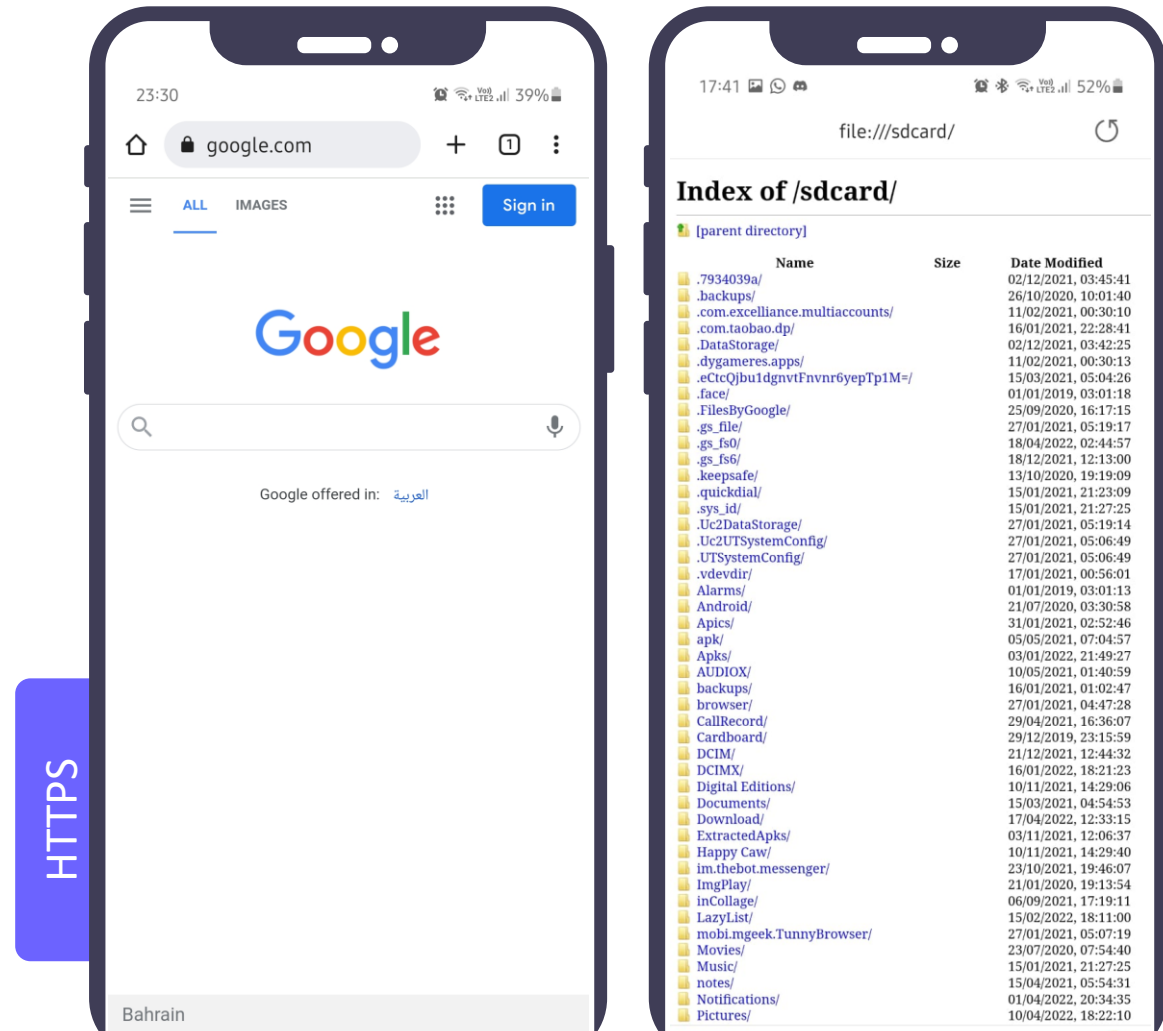 23:30 Vo) LTE2 39%
google.com 1
ALL IMAGES Sign in
Google
Google offered in: العربية
Bahrain
HTTPS
17:41 Vo) LTE2 52%
file:///sdcard/
Index of /sdcard/
[parent directory]
Name Size Date Modified
.7934039a/ 02/12/2021, 03:45:41
.backups/ 26/10/2020, 10:01:40
.com.excelliance.multiaccounts/ 11/02/2021, 00:30:10
.com.taobao.dp/ 16/01/2021, 22:28:41
.DataStorage/ 02/12/2021, 03:42:25
.dygameres.apps/ 11/02/2021, 00:30:13
.eCtcQjbu1dgnvtFnvnr6yepTp1M=/ 15/03/2021, 05:04:26
.face/ 01/01/2019, 03:01:18
.FilesByGoogle/ 25/09/2020, 16:17:15
.gs_file/ 27/01/2021, 05:19:17
.gs_fs0/ 18/04/2022, 02:44:57
.gs_fs6/ 18/12/2021, 12:13:00
.keepsafe/ 13/10/2020, 19:19:09
.quickdial/ 15/01/2021, 21:23:09
.sys_id/ 15/01/2021, 21:27:25
.Uc2DataStorage/ 27/01/2021, 05:19:14
.Uc2UTSystemConfig/ 27/01/2021, 05:06:49
.UTSystemConfig/ 27/01/2021, 05:06:49
.vdevdir/ 17/01/2021, 00:56:01
Alarms/ 01/01/2019, 03:01:13
Android/ 21/07/2020, 03:30:58
Apics/ 31/01/2021, 02:52:46
apk/ 05/05/2021, 07:04:57
Apks/ 03/01/2022, 21:49:27
AUDIOX/ 10/05/2021, 01:40:59
backups/ 16/01/2021, 01:02:47
browser/ 27/01/2021, 04:47:28
CallRecord/ 29/04/2021, 16:36:07
Cardboard/ 29/12/2019, 23:15:59
DCIM/ 21/12/2021, 12:44:32
DCIMX/ 16/01/2022, 18:21:23
Digital Editions/ 10/11/2021, 14:29:06
Documents/ 15/03/2021, 04:54:53
Download/ 17/04/2022, 12:33:15
ExtractedApks/ 03/11/2021, 12:06:37
Happy Caw/ 10/11/2021, 14:29:40
im.thebot.messenger/ 23/10/2021, 19:46:07
ImgPlay/ 21/01/2020, 19:13:54
inCollage/ 06/09/2021, 17:19:11
LazyList/ 15/02/2022, 18:11:00
mobi.mgeek.TunnyBrowser/ 27/01/2021, 05:07:19
Movies/ 23/07/2020, 07:54:40
Music/ 15/01/2021, 21:27:25
notes/ 15/04/2021, 05:54:31
Notifications/ 01/04/2022, 20:34:35
Pictures/ 10/04/2022, 18:22:10